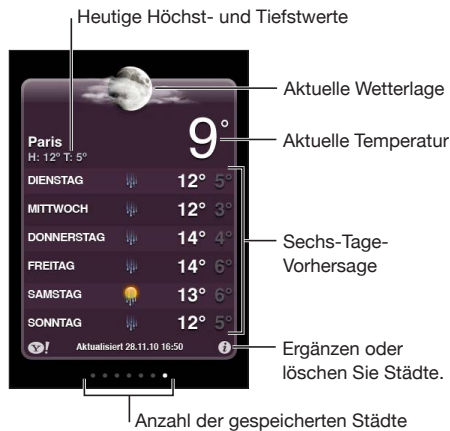 Heutige Höchst- und Tiefstwerte
Aktuelle Wetterlage
Paris
H: 12° T: 5°
9°
Aktuelle Temperatur
DIENSTAG 12° 5°
MITTWOCH 12° 3°
DONNERSTAG 14° 4°
FREITAG 14° 6°
SAMSTAG 13° 6°
SONNTAG 12° 5°
Sechs-Tage-
Vorhersage
Y! Aktualisiert 28.11.10 16:50 i
Ergänzen oder
löschen Sie Städte.
Anzahl der gespeicherten Städte